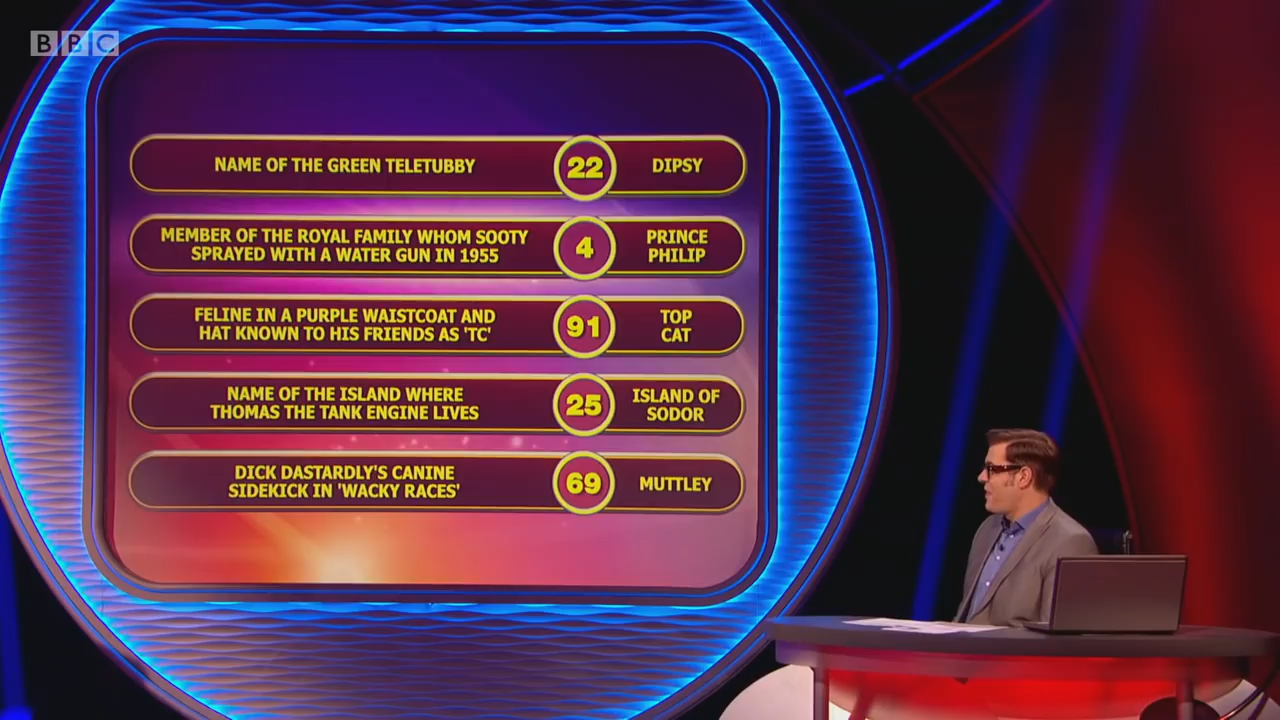 BBC
NAME OF THE GREEN TELETUBBY
22
DIPSY
MEMBER OF THE ROYAL FAMILY WHOM SOOTY
SPRAYED WITH A WATER GUN IN 1955
4
PRINCE
PHILIP
FELINE IN A PURPLE WAISTCOAT AND
HAT KNOWN TO HIS FRIENDS AS 'TC'
91
TOP
CAT
NAME OF THE ISLAND WHERE
THOMAS THE TANK ENGINE LIVES
25
ISLAND OF
SODOR
DICK DASTARDLY'S CANINE
SIDEKICK IN 'WACKY RACES'
69
MUTTLEY